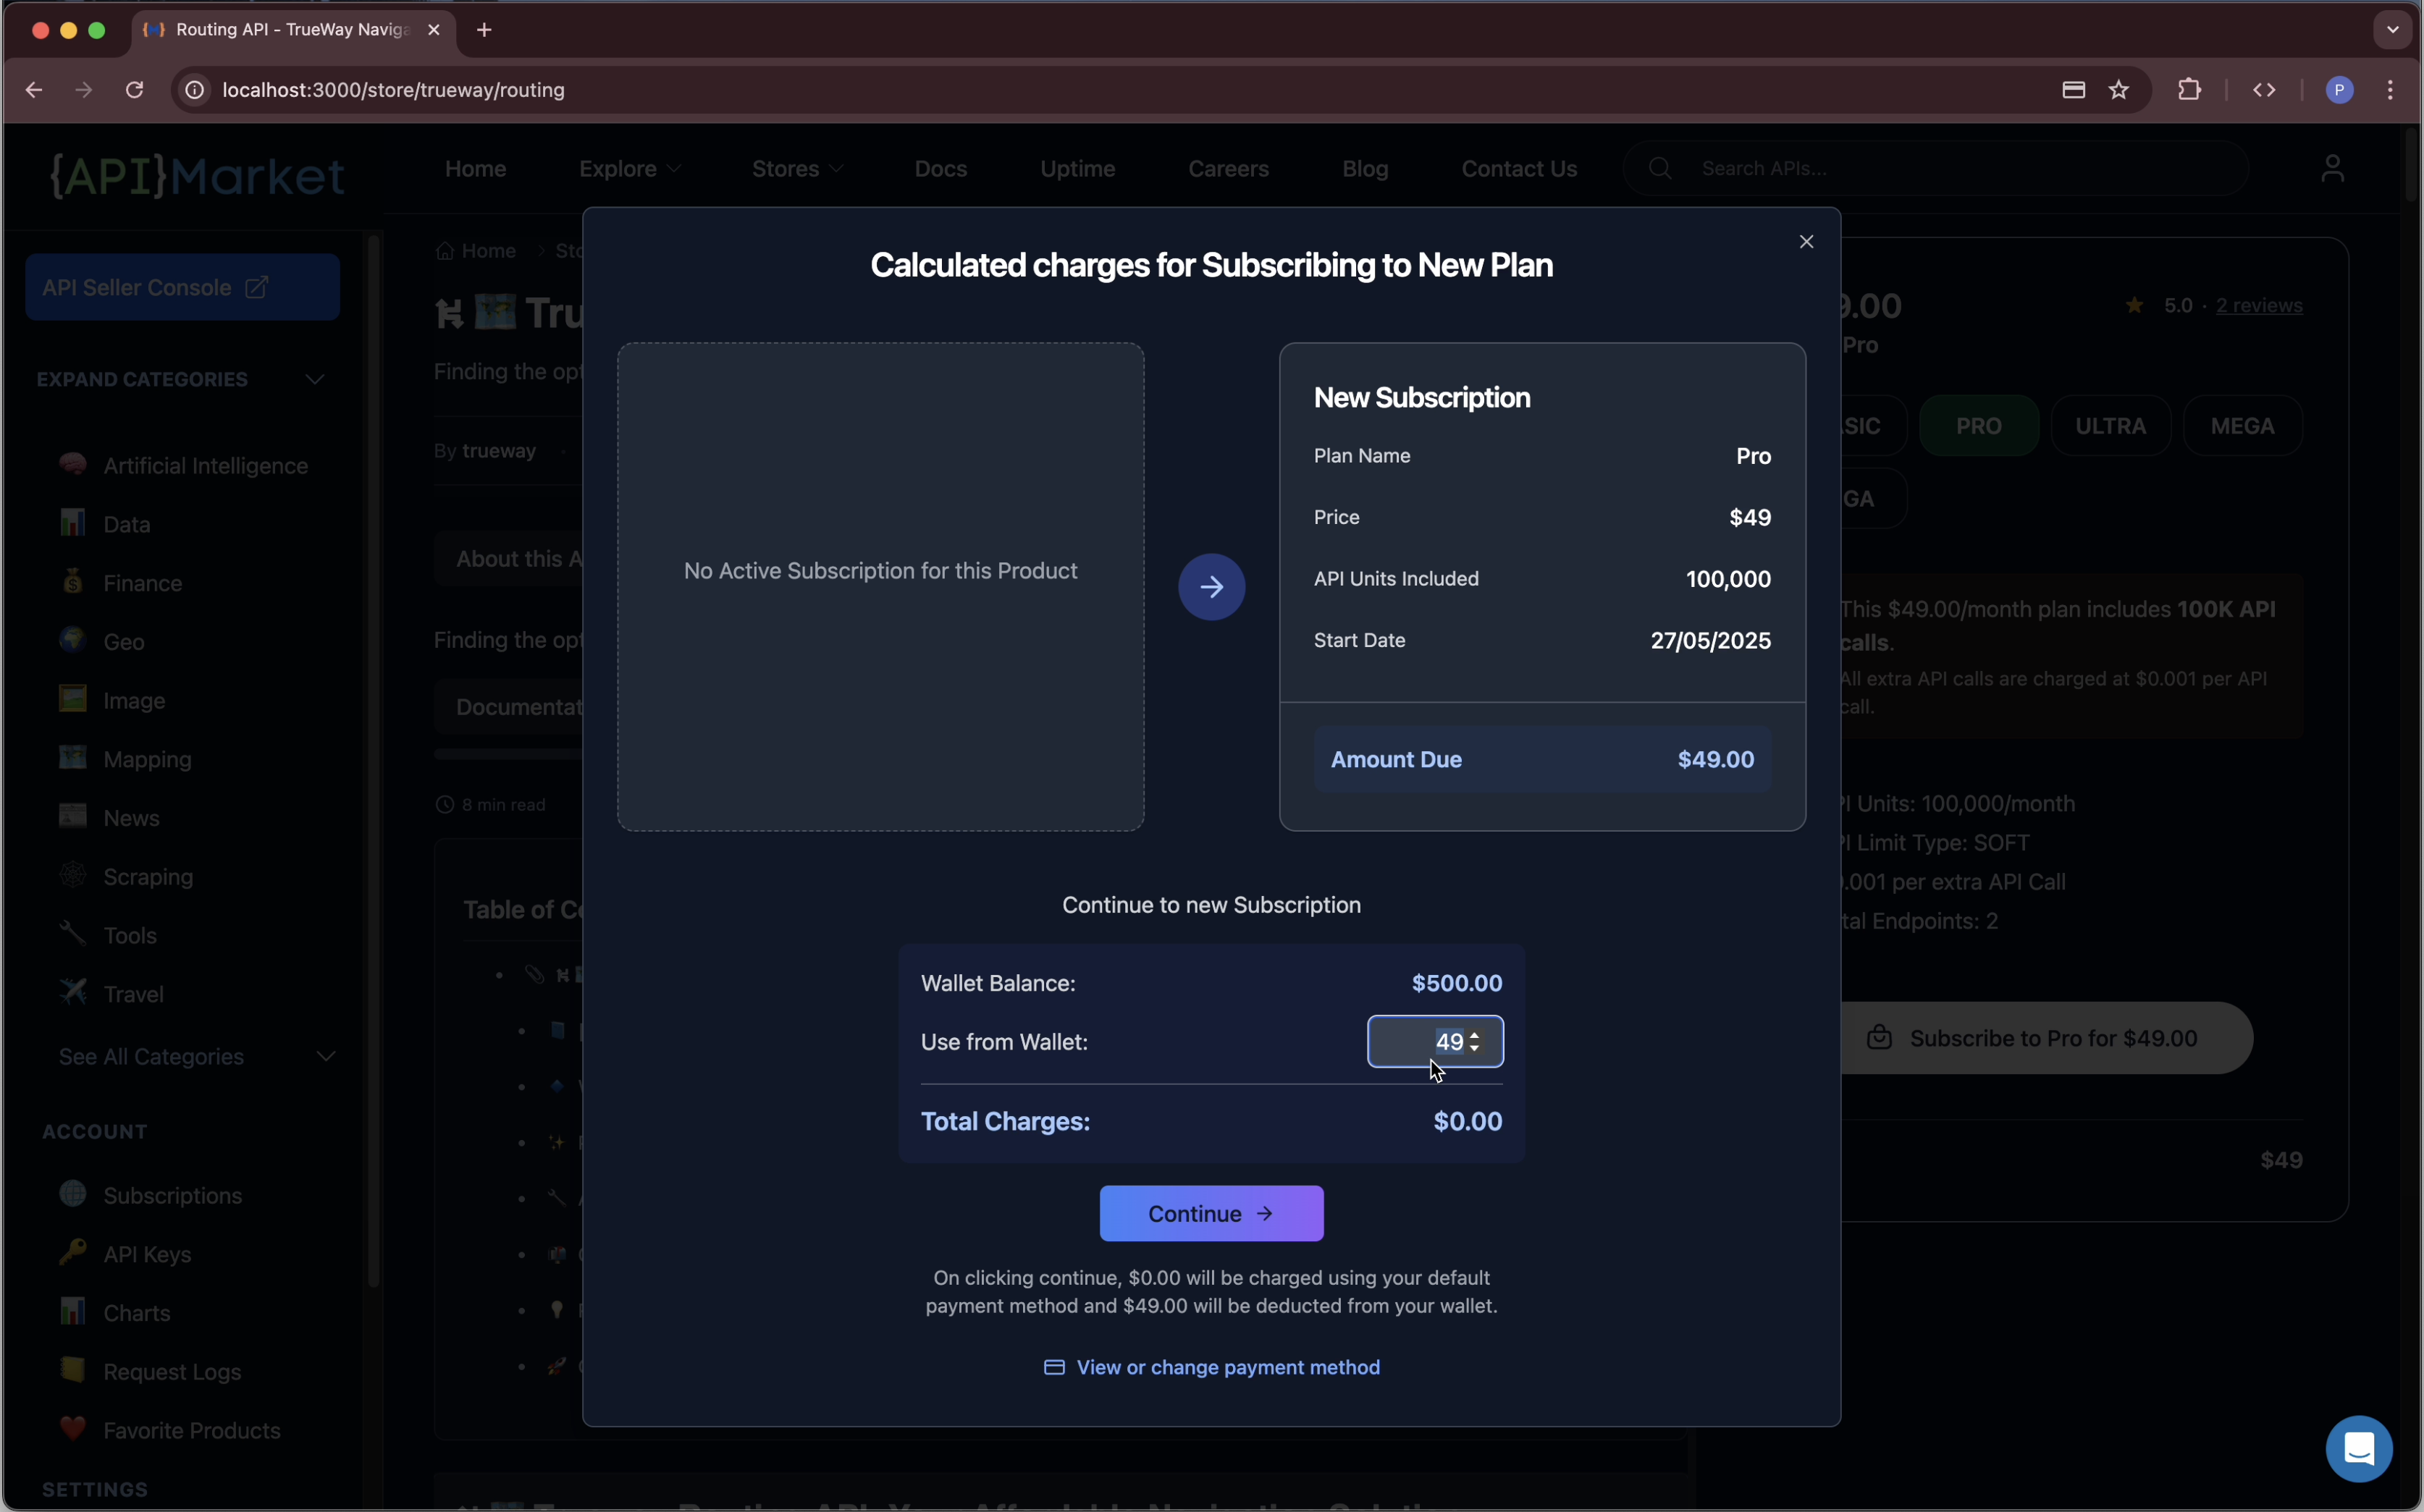 Routing API - TrueWay Naviga
localhost:3000/store/trueway/routing
P
{API}Market
Home
Explore
Stores
Docs
Uptime
Careers
Blog
Contact Us
Search APIs...
API Seller Console
EXPAND CATEGORIES
Artificial Intelligence
Data
Finance
Geo
Image
Mapping
News
Scraping
Tools
Travel
See All Categories
ACCOUNT
Subscriptions
API Keys
Charts
Request Logs
Favorite Products
SETTINGS
Home > Sto
Tru
Finding the opt
By trueway
About this A
Finding the opt
Documentat
8 min read
Table of Co
Calculated charges for Subscribing to New Plan
No Active Subscription for this Product
New Subscription
Plan Name Pro
Price $49
API Units Included 100,000
Start Date 27/05/2025
Amount Due $49.00
Continue to new Subscription
Wallet Balance: $500.00
Use from Wallet: 49
Total Charges: $0.00
Continue
On clicking continue, $0.00 will be charged using your default
payment method and $49.00 will be deducted from your wallet.
View or change payment method
9.00
5.0 · 2 reviews
Pro
SIC
PRO
ULTRA
MEGA
GA
This $49.00/month plan includes 100K API
calls.
All extra API calls are charged at $0.001 per API
call.
PI Units: 100,000/month
PI Limit Type: SOFT
0.001 per extra API Call
tal Endpoints: 2
Subscribe to Pro for $49.00
$49